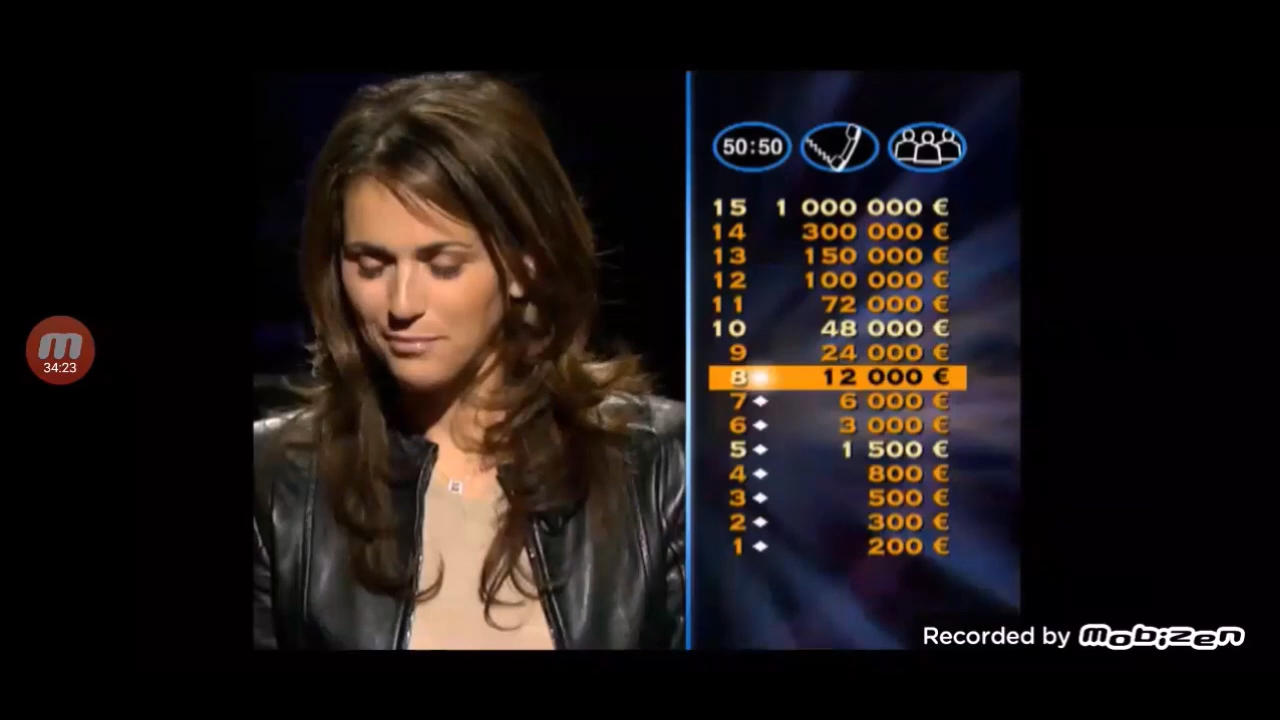 50:50
15 1 000 000 €
14 300 000 €
13 150 000 €
12 100 000 €
11 72 000 €
10 48 000 €
9 24 000 €
8 12 000 €
7 6 000 €
6 3 000 €
5 1 500 €
4 800 €
3 500 €
2 300 €
1 200 €
34:23
Recorded by mobizen